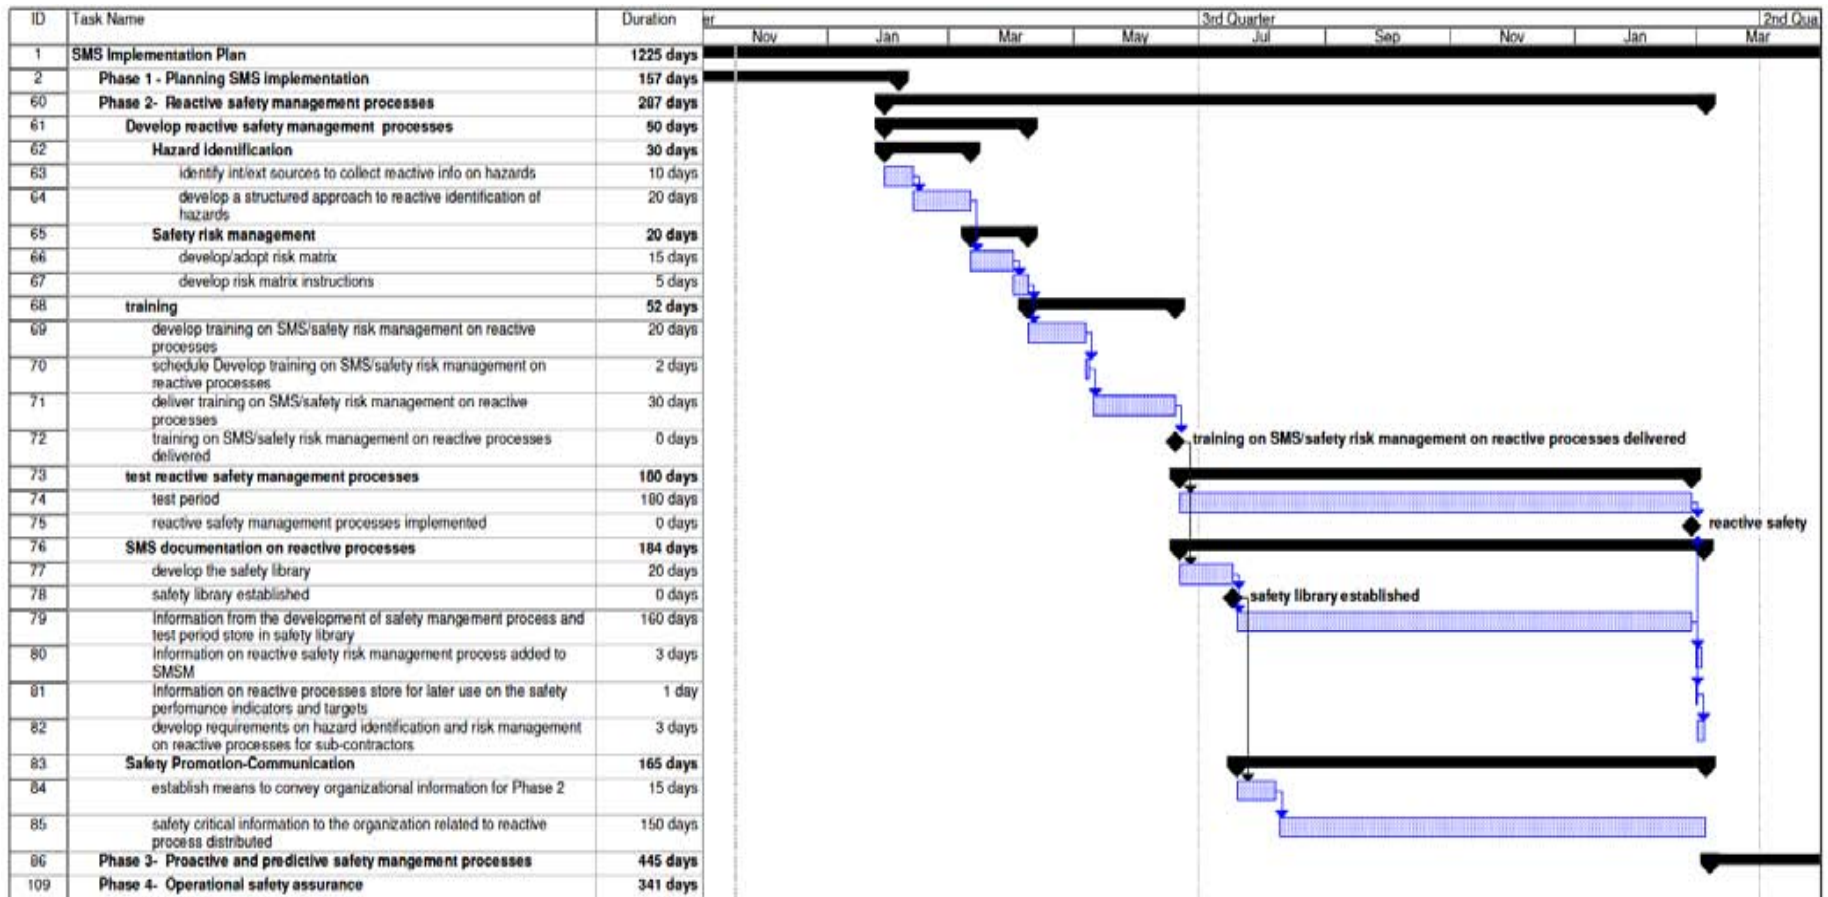 ID Task Name Duration er 3rd Quarter 2nd Qua
Nov Jan Mar May Jul Sep Nov Jan Mar
1 SMS Implementation Plan 1225 days
2 Phase 1 - Planning SMS implementation 157 days
60 Phase 2- Reactive safety management processes 287 days
61 Develop reactive safety management processes 50 days
62 Hazard identification 30 days
63 identify int/ext sources to collect reactive info on hazards 10 days
64 develop a structured approach to reactive identification of 20 days
hazards
65 Safety risk management 20 days
66 develop/adopt risk matrix 15 days
67 develop risk matrix instructions 5 days
68 training 52 days
69 develop training on SMS/safety risk management on reactive 20 days
processes
70 schedule Develop training on SMS/safety risk management on 2 days
reactive processes
71 deliver training on SMS/safety risk management on reactive 30 days
processes
72 training on SMS/safety risk management on reactive processes 0 days training on SMS/safety risk management on reactive processes delivered
delivered
73 test reactive safety management processes 180 days
74 test period 180 days
75 reactive safety management processes implemented 0 days reactive safety
76 SMS documentation on reactive processes 184 days
77 develop the safety library 20 days
78 safety library established 0 days safety library established
79 Information from the development of safety mangement process and 160 days
test period store in safety library
80 Information on reactive safety risk management process added to 3 days
SMSM
81 Information on reactive processes store for later use on the safety 1 day
perfomance indicators and targets
82 develop requirements on hazard identification and risk management 3 days
on reactive processes for sub-contractors
83 Safety Promotion-Communication 165 days
84 establish means to convey organizational information for Phase 2 15 days
85 safety critical information to the organization related to reactive 150 days
process distributed
86 Phase 3- Proactive and predictive safety mangement processes 445 days
109 Phase 4- Operational safety assurance 341 days